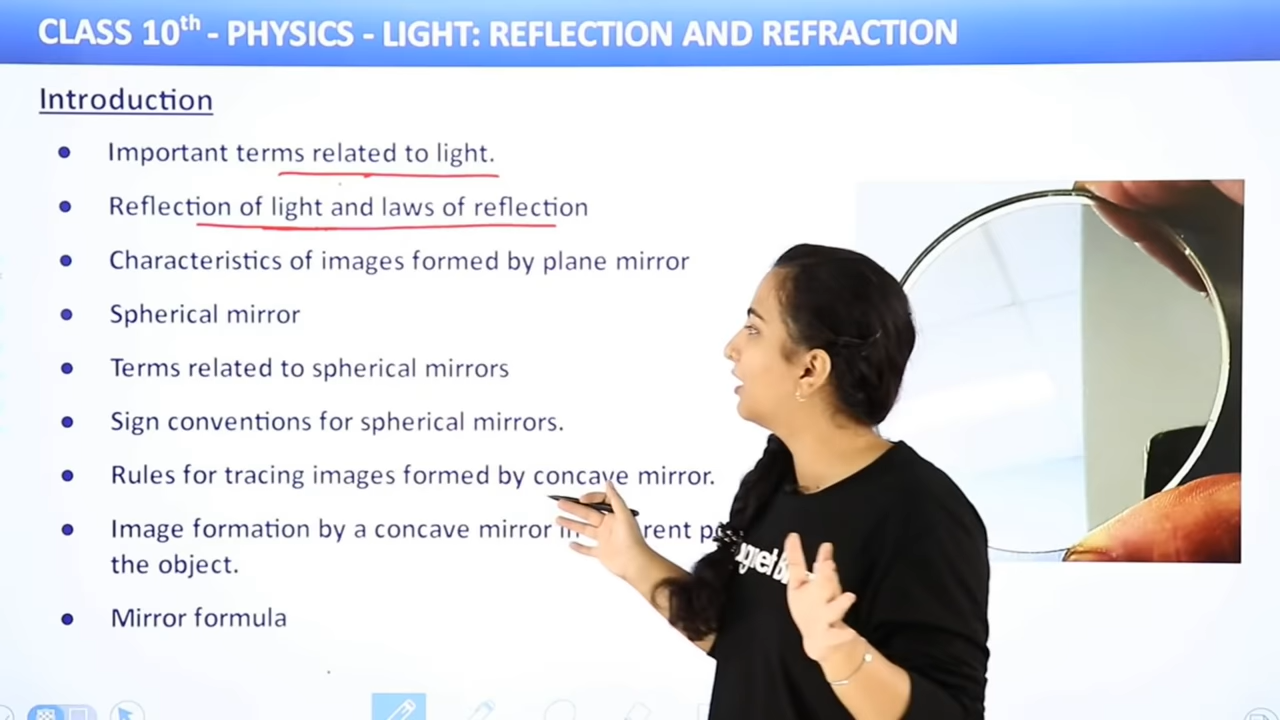 CLASS 10th - PHYSICS - LIGHT: REFLECTION AND REFRACTION
Introduction
● Important terms related to light.
● Reflection of light and laws of reflection
● Characteristics of images formed by plane mirror
● Spherical mirror
● Terms related to spherical mirrors
● Sign conventions for spherical mirrors.
● Rules for tracing images formed by concave mirror.
● Image formation by a concave mirror
the object.
● Mirror formula